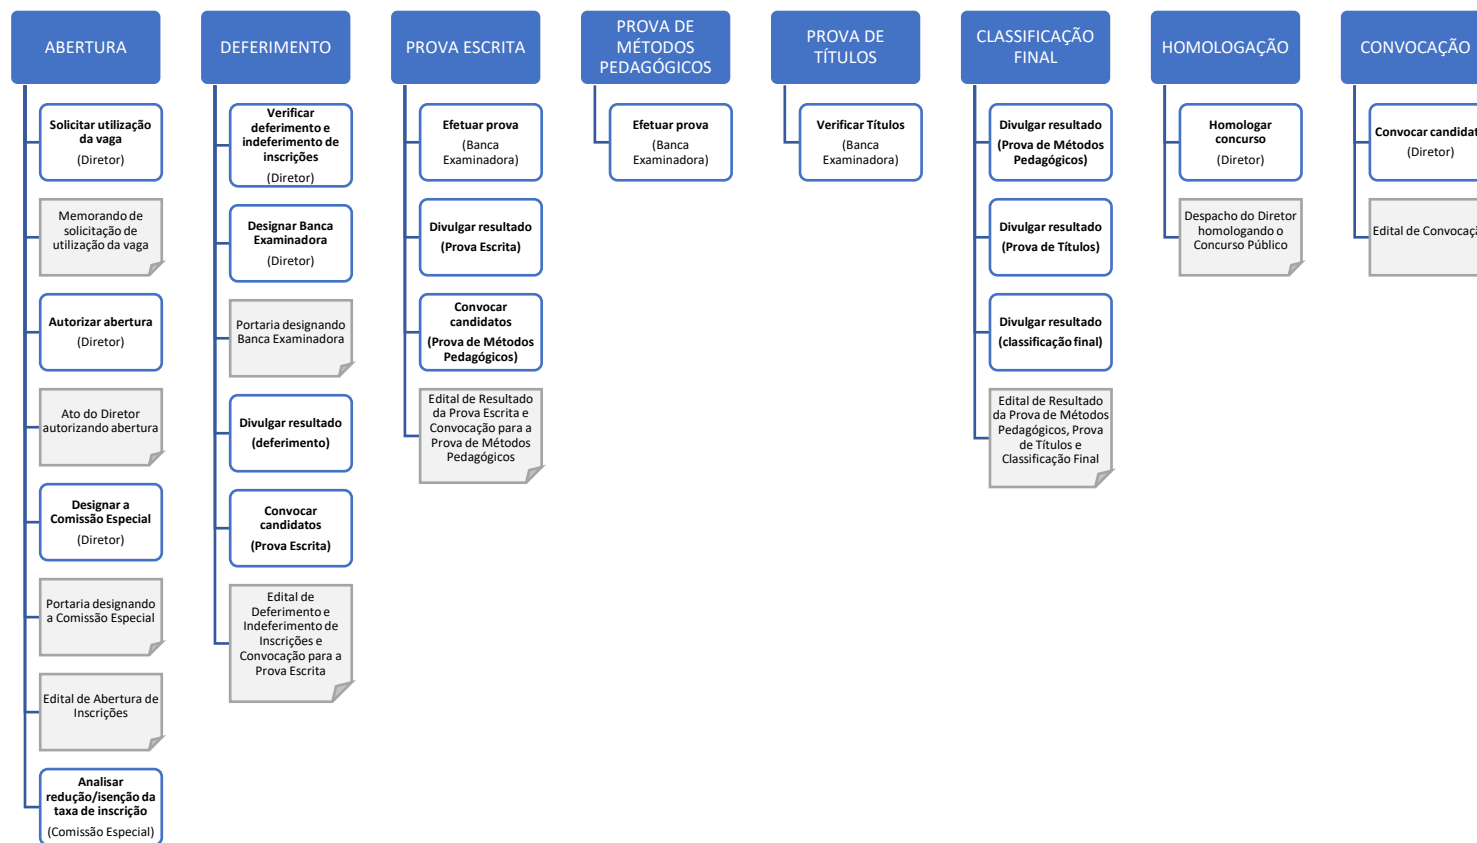 ABERTURA
Solicitar utilização
da vaga
(Diretor)
Memorando de
solicitação de
utilização da vaga
Autorizar abertura
(Diretor)
Ato do Diretor
autorizando abertura
Designar a
Comissão Especial
(Diretor)
Portaria designando
a Comissão Especial
Edital de Abertura de
Inscrições
Analisar
redução/isenção da
taxa de inscrição
(Comissão Especial)
DEFERIMENTO
Verificar
deferimento e
indeferimento de
inscrições
(Diretor)
Designar Banca
Examinadora
(Diretor)
Portaria designando
Banca Examinadora
Divulgar resultado
(deferimento)
Convocar
candidatos
(Prova Escrita)
Edital de
Deferimento e
Indeferimento de
Inscrições e
Convocação para a
Prova Escrita
PROVA ESCRITA
Efetuar prova
(Banca
Examinadora)
Divulgar resultado
(Prova Escrita)
Convocar
candidatos
(Prova de Métodos
Pedagógicos)
Edital de Resultado
da Prova Escrita e
Convocação para a
Prova de Métodos
Pedagógicos
PROVA DE
MÉTODOS
PEDAGÓGICOS
Efetuar prova
(Banca
Examinadora)
PROVA DE
TÍTULOS
Verificar Títulos
(Banca
Examinadora)
CLASSIFICAÇÃO
FINAL
Divulgar resultado
(Prova de Métodos
Pedagógicos)
Divulgar resultado
(Prova de Títulos)
Divulgar resultado
(classificação final)
Edital de Resultado
da Prova de Métodos
Pedagógicos, Prova
de Títulos e
Classificação Final
HOMOLOGAÇÃO
Homologar
concurso
(Diretor)
Despacho do Diretor
homologando o
Concurso Público
CONVOCAÇÃO
Convocar
(Diretor)
Edital de